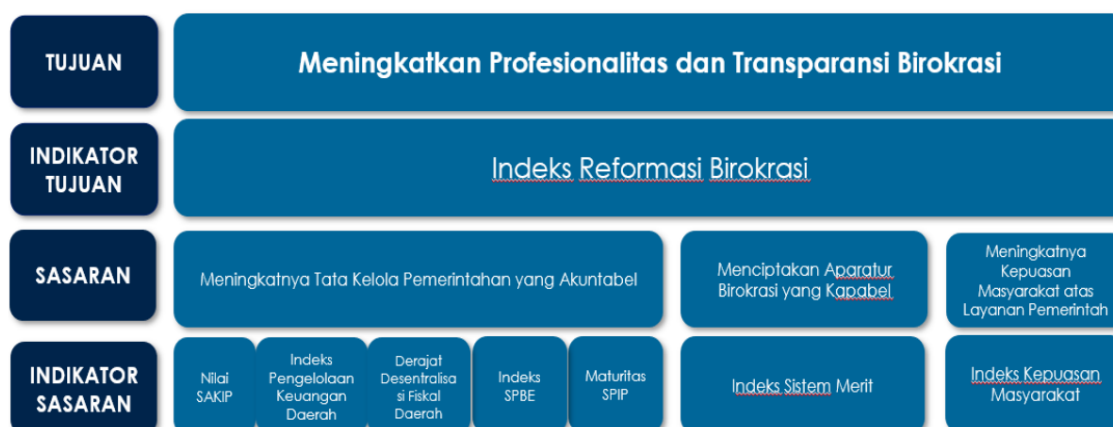 TUJUAN
Meningkatkan Profesionalitas dan Transparansi Birokrasi
INDIKATOR
TUJUAN
Indeks Reformasi Birokrasi
SASARAN
Meningkatnya Tata Kelola Pemerintahan yang Akuntabel
Menciptakan Aparatur
Birokrasi yang Kapabel
Meningkatnya
Kepuasan
Masyarakat atas
Layanan Pemerintah
INDIKATOR
SASARAN
Nilai
SAKIP
Indeks
Pengelolaan
Keuangan
Daerah
Derajat
Desentralisa
si Fiskal
Daerah
Indeks
SPBE
Maturitas
SPIP
Indeks Sistem Merit
Indeks Kepuasan
Masyarakat